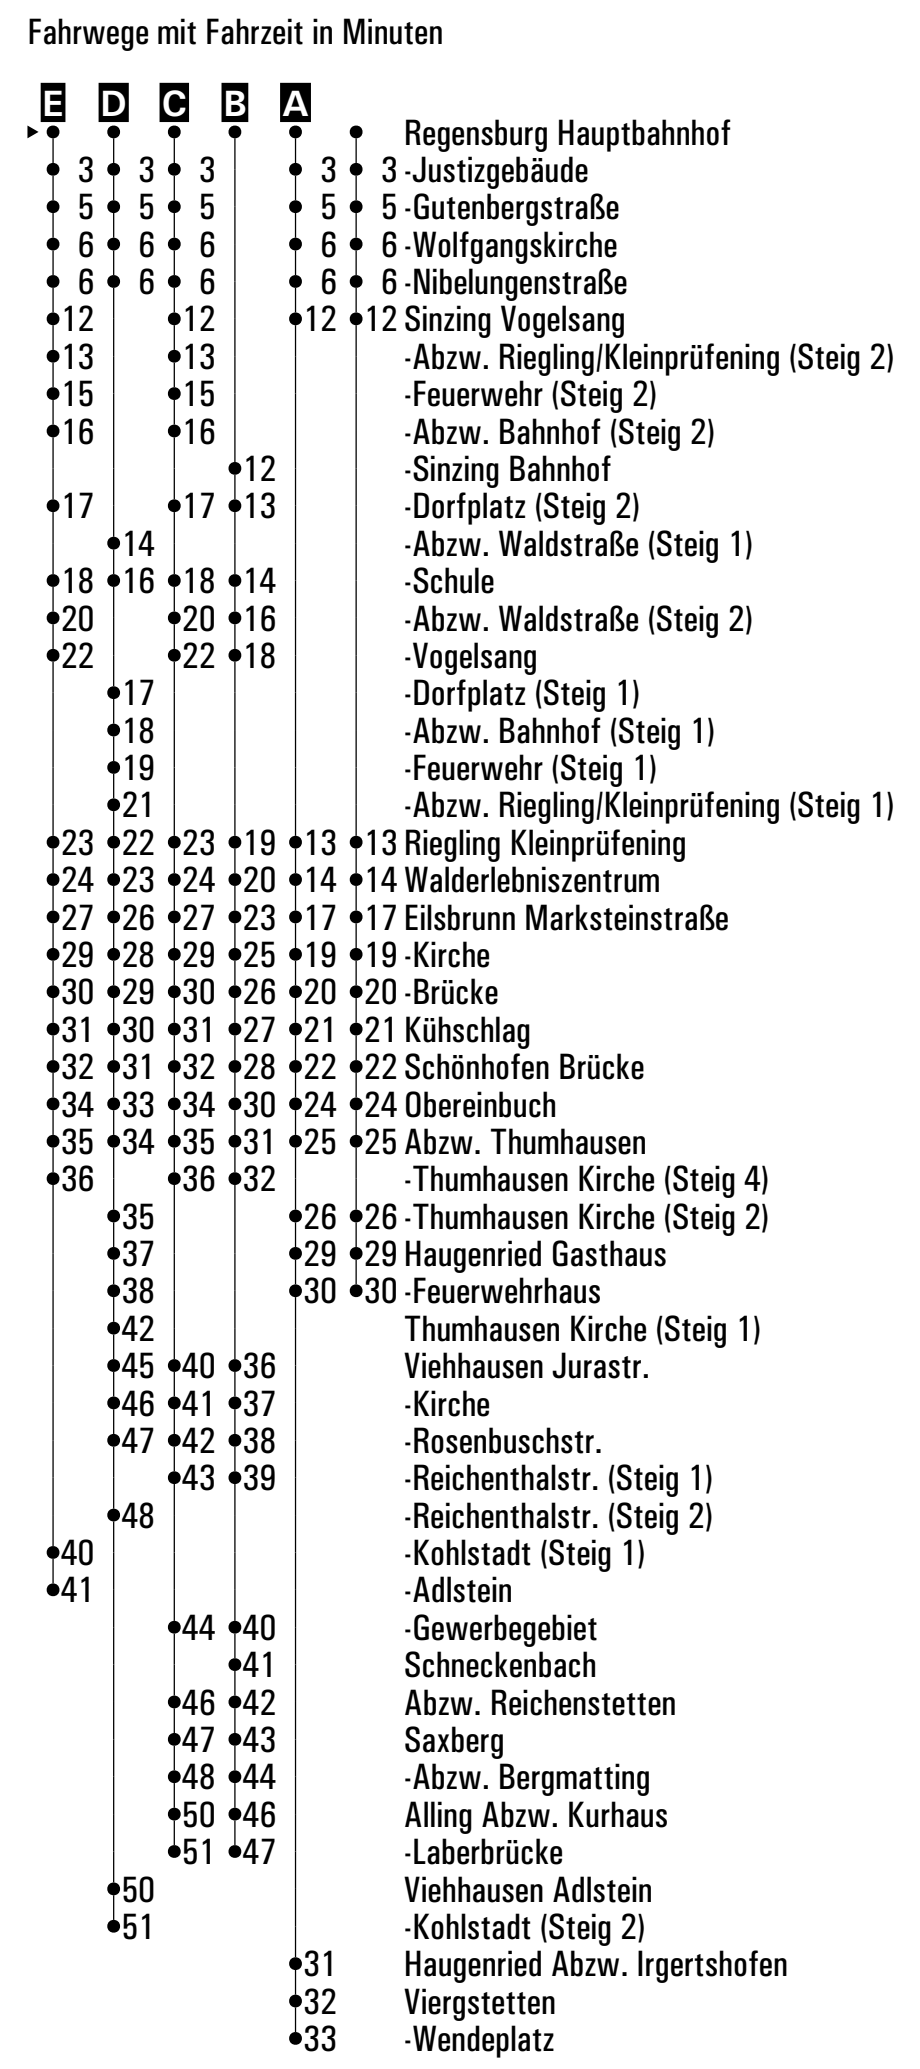 Fahrwege mit Fahrzeit in Minuten
E D C B A
Regensburg Hauptbahnhof
3 3 3 3 3 -Justizgebäude
5 5 5 5 5 -Gutenbergstraße
6 6 6 6 6 -Wolfgangskirche
6 6 6 6 6 -Nibelungenstraße
12 12 12 12 Sinzing Vogelsang
13 13 -Abzw. Riegling/Kleinprüfening (Steig 2)
15 15 -Feuerwehr (Steig 2)
16 16 -Abzw. Bahnhof (Steig 2)
12 -Sinzing Bahnhof
17 17 13 -Dorfplatz (Steig 2)
14 -Abzw. Waldstraße (Steig 1)
18 16 18 14 -Schule
20 20 16 -Abzw. Waldstraße (Steig 2)
22 22 18 -Vogelsang
17 -Dorfplatz (Steig 1)
18 -Abzw. Bahnhof (Steig 1)
19 -Feuerwehr (Steig 1)
21 -Abzw. Riegling/Kleinprüfening (Steig 1)
23 22 23 19 13 13 Riegling Kleinprüfening
24 23 24 20 14 14 Walderlebniszentrum
27 26 27 23 17 17 Eilsbrunn Marksteinstraße
29 28 29 25 19 19 -Kirche
30 29 30 26 20 20 -Brücke
31 30 31 27 21 21 Kühschlag
32 31 32 28 22 22 Schönhofen Brücke
34 33 34 30 24 24 Obereinbuch
35 34 35 31 25 25 Abzw. Thumhausen
36 36 32 -Thumhausen Kirche (Steig 4)
35 26 26 -Thumhausen Kirche (Steig 2)
37 29 29 Haugenried Gasthaus
38 30 30 -Feuerwehrhaus
42 Thumhausen Kirche (Steig 1)
45 40 36 Viehhausen Jurastr.
46 41 37 -Kirche
47 42 38 -Rosenbuschstr.
43 39 -Reichenthalstr. (Steig 1)
48 -Reichenthalstr. (Steig 2)
40 -Kohlstadt (Steig 1)
41 -Adlstein
44 40 -Gewerbegebiet
41 Schneckenbach
46 42 Abzw. Reichenstetten
47 43 Saxberg
48 44 -Abzw. Bergmatting
50 46 Alling Abzw. Kurhaus
51 47 -Laberbrücke
50 Viehhausen Adlstein
51 -Kohlstadt (Steig 2)
31 Haugenried Abzw. Irgertshofen
32 Viergstetten
33 -Wendeplatz